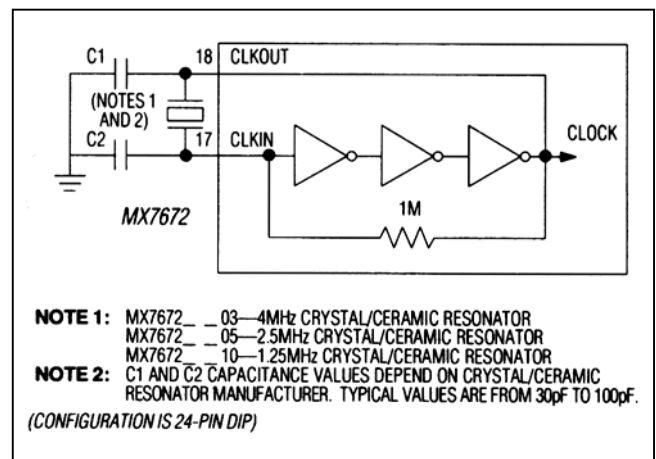 C1
18 CLKOUT
(NOTES 1
AND 2)
C2
17 CLKIN
CLOCK
MX7672
1M
NOTE 1: MX7672_ _ 03—4MHz CRYSTAL/CERAMIC RESONATOR
MX7672_ _ 05—2.5MHz CRYSTAL/CERAMIC RESONATOR
MX7672_ _ 10—1.25MHz CRYSTAL/CERAMIC RESONATOR
NOTE 2: C1 AND C2 CAPACITANCE VALUES DEPEND ON CRYSTAL/CERAMIC
RESONATOR MANUFACTURER. TYPICAL VALUES ARE FROM 30pF TO 100pF.
(CONFIGURATION IS 24-PIN DIP)